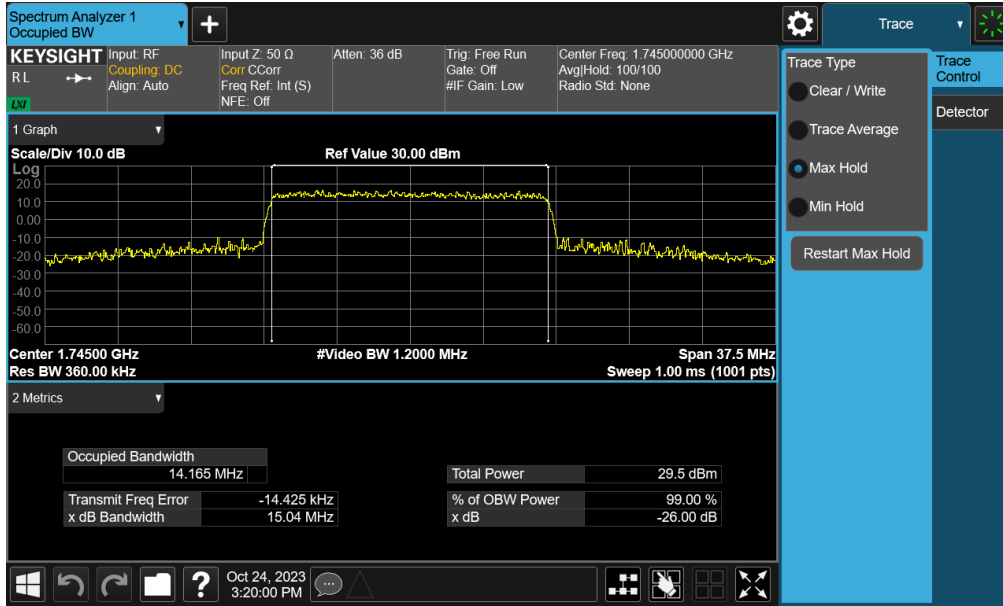 Spectrum Analyzer 1
Occupied BW
+
Trace
KEYSIGHT
Input: RF
Input Z: 50 Ω
Atten: 36 dB
Trig: Free Run
Center Freq: 1.745000000 GHz
RL
Coupling: DC
Corr CCorr
Gate: Off
Avg|Hold: 100/100
Align: Auto
Freq Ref: Int (S)
#IF Gain: Low
Radio Std: None
NFE: Off
LXI
Trace Type
Clear / Write
Trace Average
Max Hold
Min Hold
Restart Max Hold
Trace
Control
Detector
1 Graph
Scale/Div 10.0 dB
Ref Value 30.00 dBm
Log
20.0
10.0
0.00
-10.0
-20.0
-30.0
-40.0
-50.0
-60.0
Center 1.74500 GHz
#Video BW 1.2000 MHz
Span 37.5 MHz
Res BW 360.00 kHz
Sweep 1.00 ms (1001 pts)
2 Metrics
Occupied Bandwidth
14.165 MHz
Total Power 29.5 dBm
Transmit Freq Error -14.425 kHz
% of OBW Power 99.00 %
x dB Bandwidth 15.04 MHz
x dB -26.00 dB
?
Oct 24, 2023
3:20:00 PM